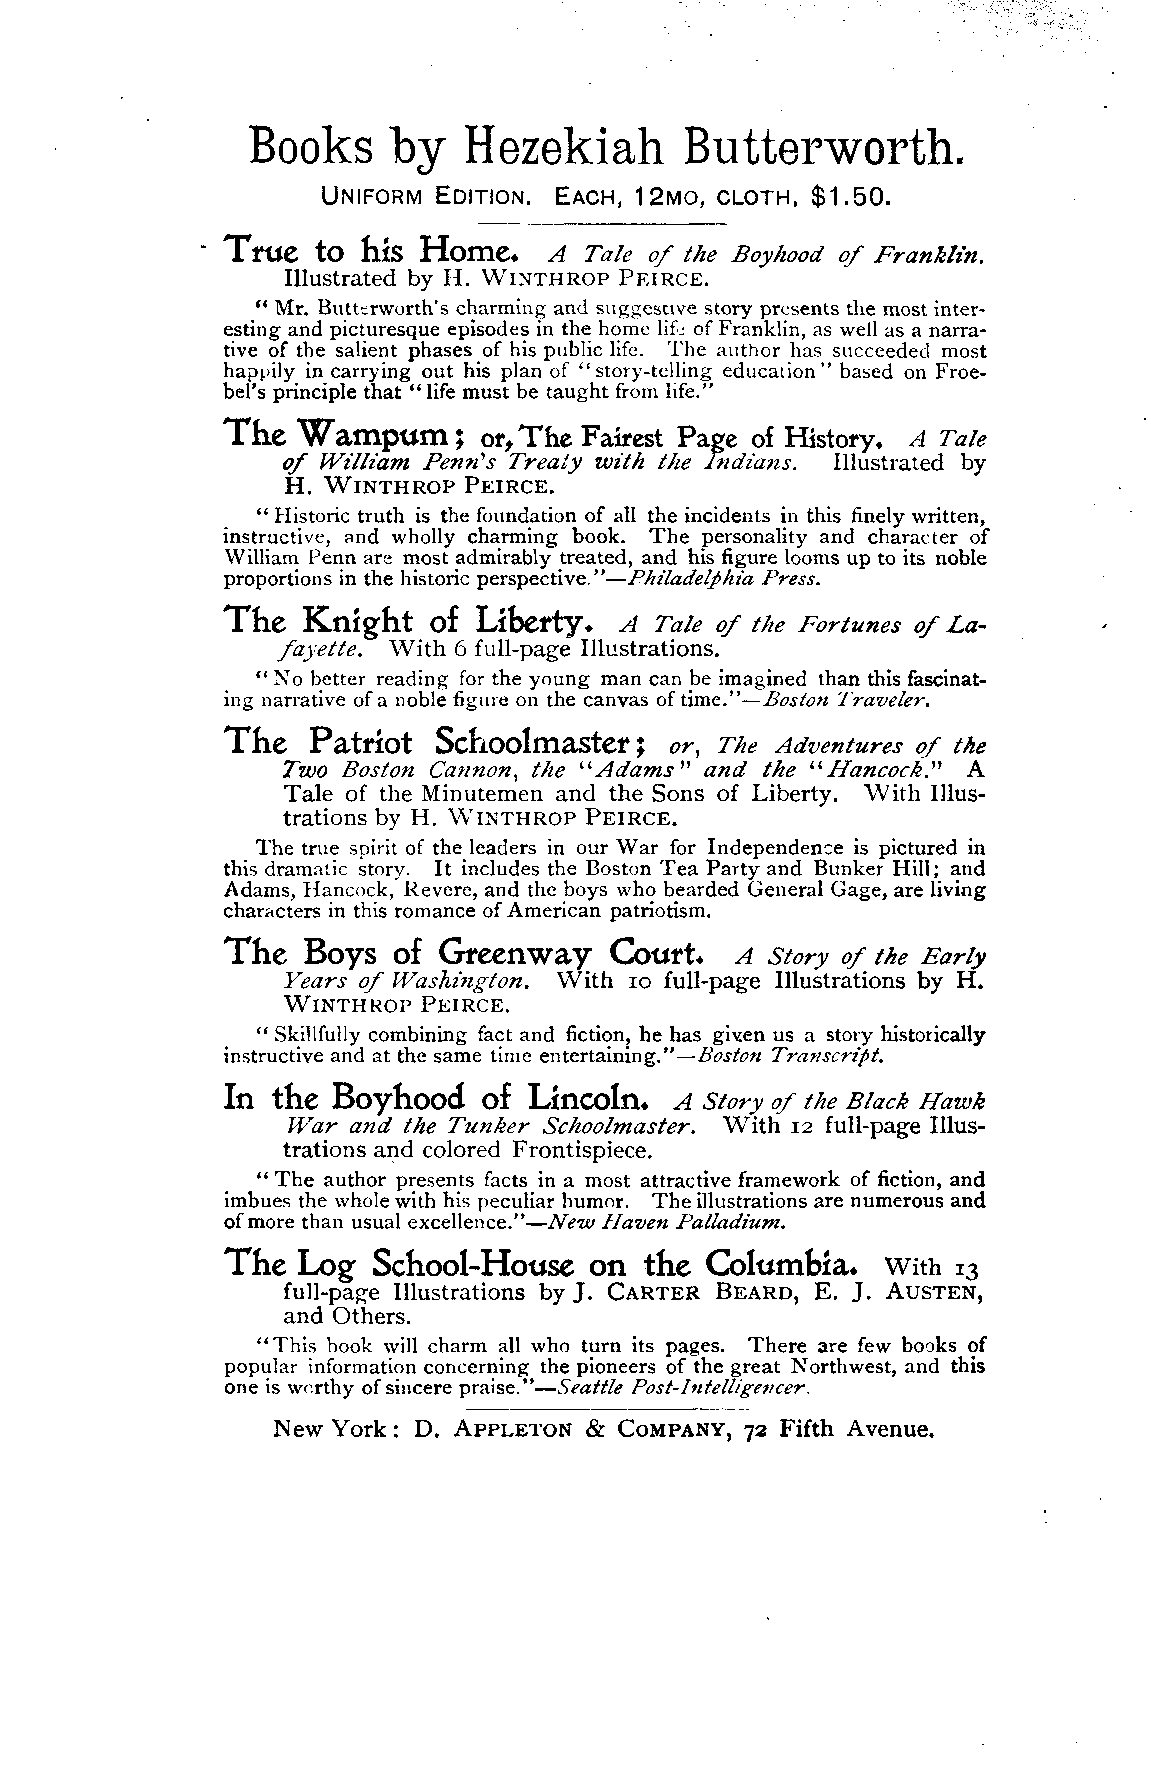 Books by Hezekiah Butterworth.
UNIFORM EDITION. EACH, 12MO, CLOTH, $1.50.
True to his Home. A Tale of the Boyhood of Franklin.
Illustrated by H. WINTHROP PEIRCE.
“Mr. Butterworth's charming and suggestive story presents the most inter-
esting and picturesque episodes in the home life of Franklin, as well as a narra-
tive of the salient phases of his public life. The author has succeeded most
happily in carrying out his plan of “story-telling education” based on Froe-
bel's principle that “life must be taught from life.”
The Wampum; or, The Fairest Page of History. A Tale
of William Penn's Treaty with the Indians. Illustrated by
H. WINTHROP PEIRCE.
“Historic truth is the foundation of all the incidents in this finely written,
instructive, and wholly charming book. The personality and character of
William Penn are most admirably treated, and his figure looms up to its noble
proportions in the historic perspective.”—Philadelphia Press.
The Knight of Liberty. A Tale of the Fortunes of La-
fayette. With 6 full-page Illustrations.
“No better reading for the young man can be imagined than this fascinat-
ing narrative of a noble figure on the canvas of time.”—Boston Traveler.
The Patriot Schoolmaster; or, The Adventures of the
Two Boston Cannon, the “Adams” and the “Hancock.” A
Tale of the Minutemen and the Sons of Liberty. With Illus-
trations by H. WINTHROP PEIRCE.
The true spirit of the leaders in our War for Independence is pictured in
this dramatic story. It includes the Boston Tea Party and Bunker Hill; and
Adams, Hancock, Revere, and the boys who bearded General Gage, are living
characters in this romance of American patriotism.
The Boys of Greenway Court. A Story of the Early
Years of Washington. With 10 full-page Illustrations by H.
WINTHROP PEIRCE.
“Skillfully combining fact and fiction, he has given us a story historically
instructive and at the same time entertaining.”—Boston Transcript.
In the Boyhood of Lincoln. A Story of the Black Hawk
War and the Tunker Schoolmaster. With 12 full-page Illus-
trations and colored Frontispiece.
“The author presents facts in a most attractive framework of fiction, and
imbues the whole with his peculiar humor. The illustrations are numerous and
of more than usual excellence.”—New Haven Palladium.
The Log School-House on the Columbia. With 13
full-page Illustrations by J. CARTER BEARD, E. J. AUSTEN,
and Others.
“This book will charm all who turn its pages. There are few books of
popular information concerning the pioneers of the great Northwest, and this
one is worthy of sincere praise.”—Seattle Post-Intelligencer.
New York: D. APPLETON & COMPANY, 72 Fifth Avenue.